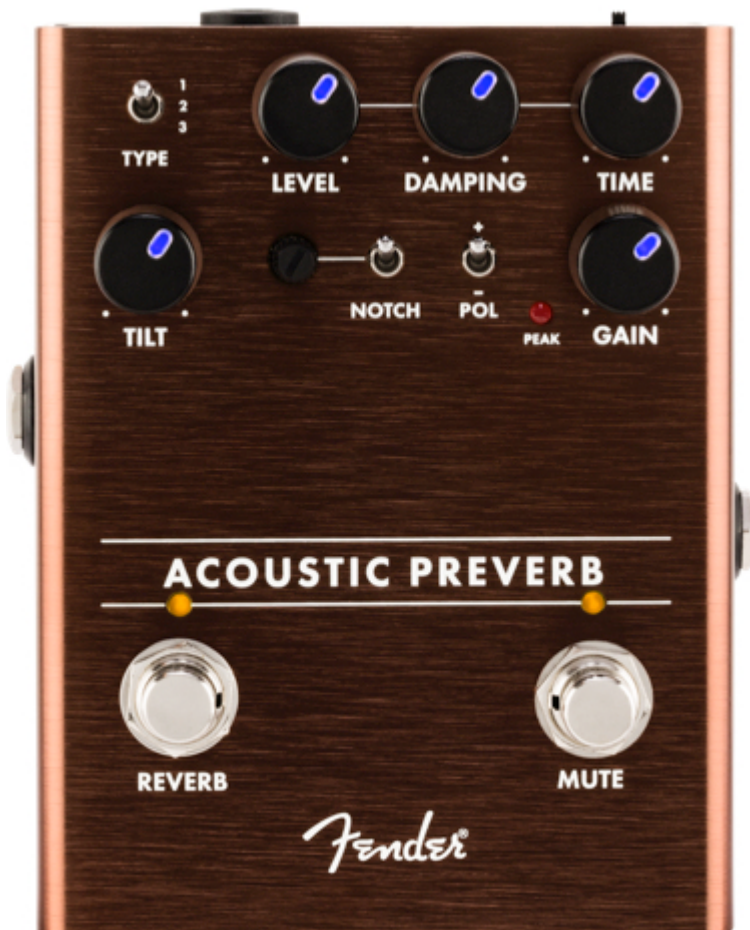 1
2
3
TYPE
LEVEL DAMPING TIME
+
TILT NOTCH POL PEAK GAIN
-
ACOUSTIC PREVERB
REVERB MUTE
Fender®